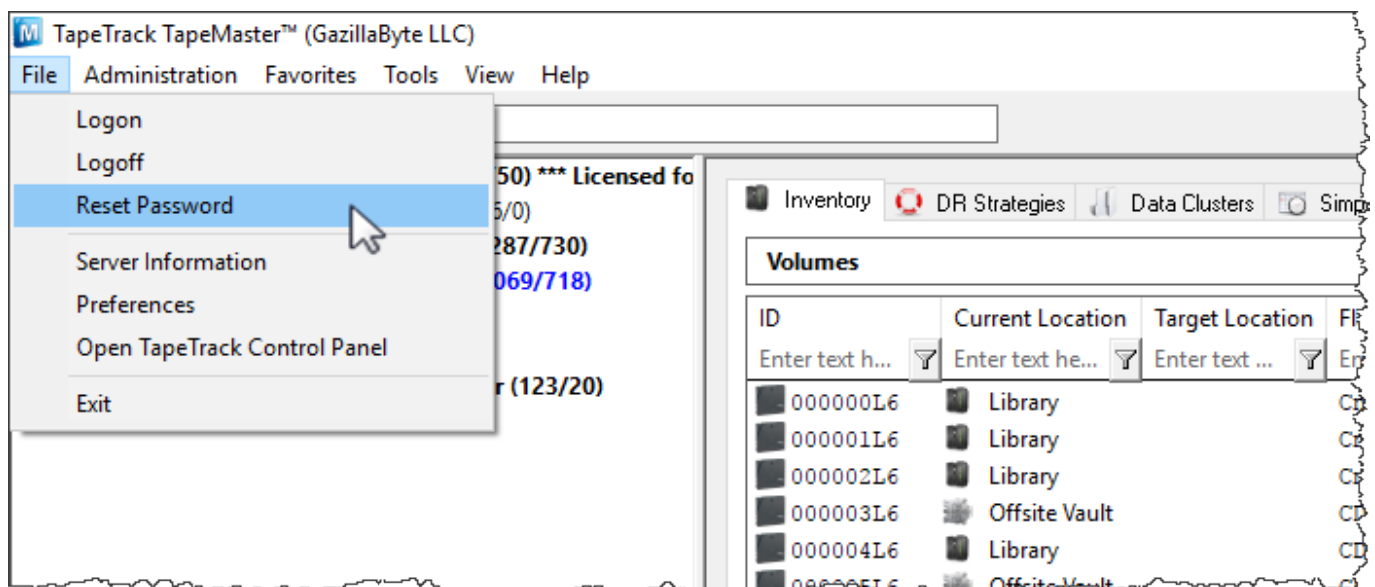 TapeTrack TapeMaster™ (GazillaByte LLC)
File Administration Favorites Tools View Help
Logon
Logoff
Reset Password
Server Information
Preferences
Open TapeTrack Control Panel
Exit
50) *** Licensed fo
6/0)
287/730)
069/718)
r (123/20)
Inventory DR Strategies Data Clusters
Volumes
ID Current Location Target Location
Enter text h... Enter text he... Enter text ...
000000L6 Library
000001L6 Library
000002L6 Library
000003L6 Offsite Vault
000004L6 Library
Offsite Vault